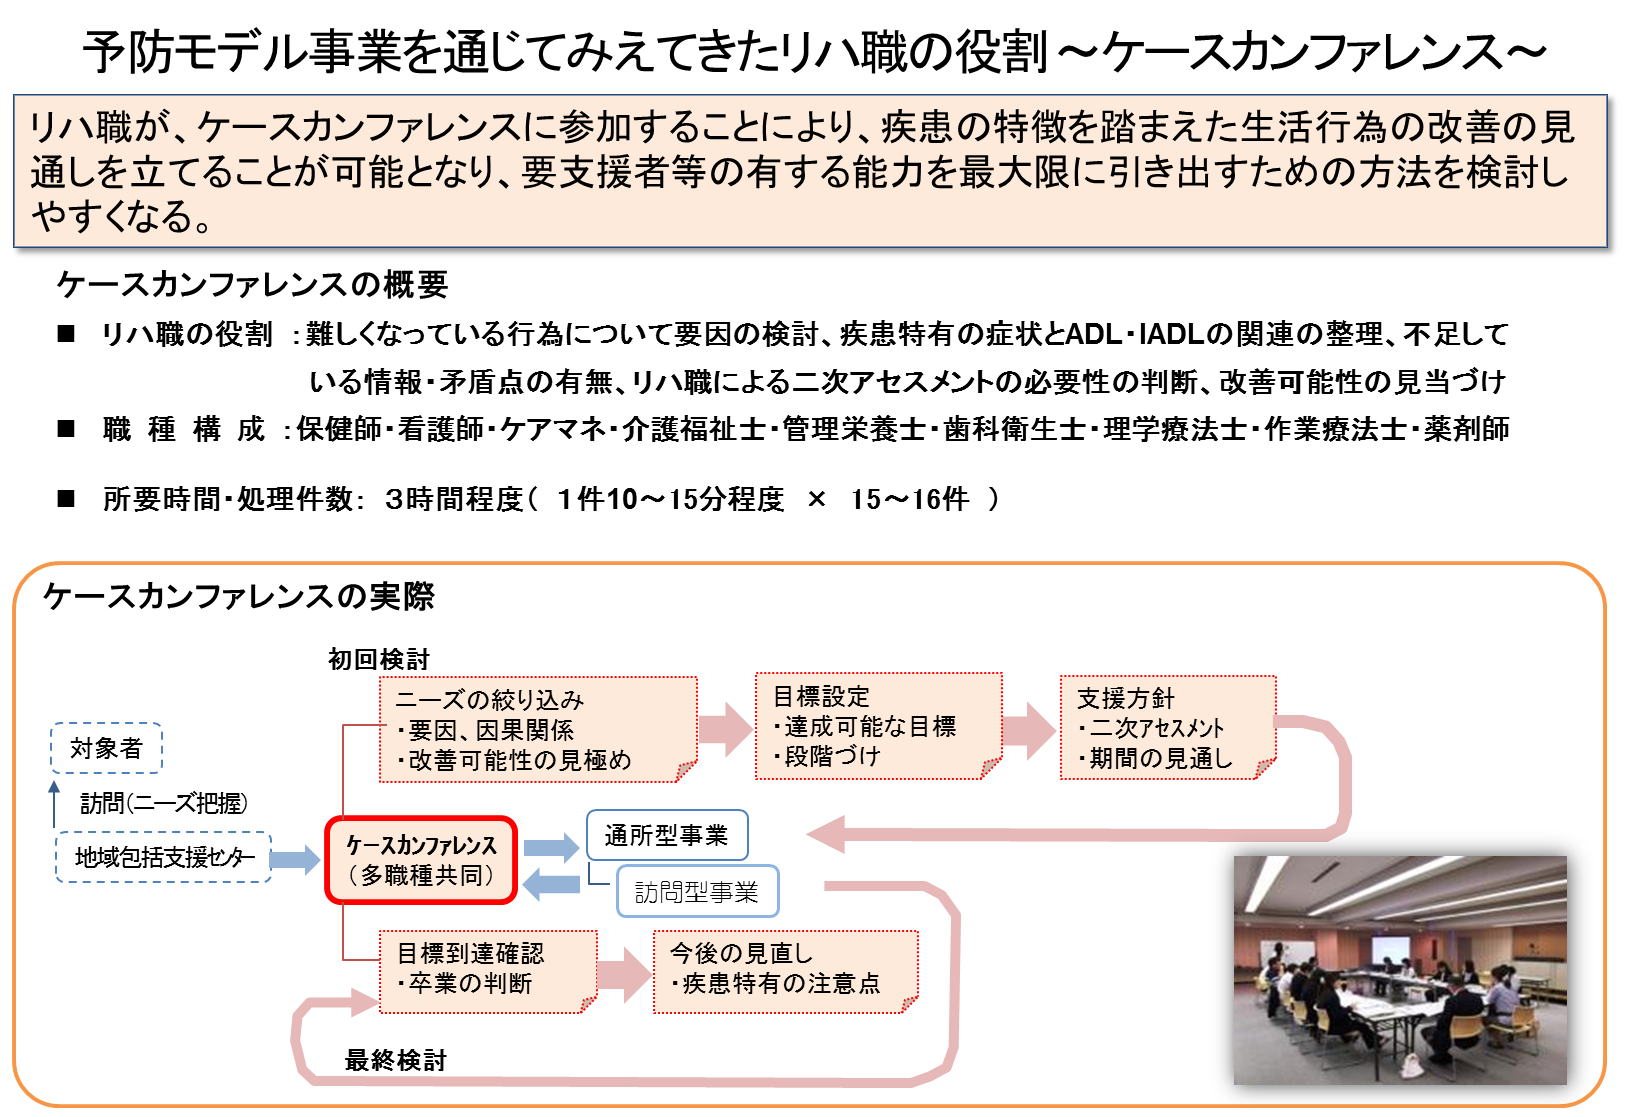 予防モデル事業を通じてみえてきたリハ職の役割～ケースカンファレンス～
リハ職が、ケースカンファレンスに参加することにより、疾患の特徴を踏まえた生活行為の改善の見
通しを立てることが可能となり、要支援者等の有する能力を最大限に引き出すための方法を検討し
やすくなる。
ケースカンファレンスの概要
■ リハ職の役割 ：難しくなっている行為について要因の検討、疾患特有の症状とADL・IADLの関連の整理、不足して
いる情報・矛盾点の有無、リハ職による二次アセスメントの必要性の判断、改善可能性の見当づけ
■ 職 種 構 成 ：保健師・看護師・ケアマネ・介護福祉士・管理栄養士・歯科衛生士・理学療法士・作業療法士・薬剤師
■ 所要時間・処理件数： ３時間程度（ １件10～15分程度 × 15～16件 ）
ケースカンファレンスの実際
初回検討
ニーズの絞り込み
・要因、因果関係
・改善可能性の見極め
目標設定
・達成可能な目標
・段階づけ
支援方針
・二次アセスメント
・期間の見通し
対象者
訪問（ニーズ把握）
地域包括支援センター
ケースカンファレンス
（多職種共同）
通所型事業
訪問型事業
目標到達確認
・卒業の判断
今後の見直し
・疾患特有の注意点
最終検討